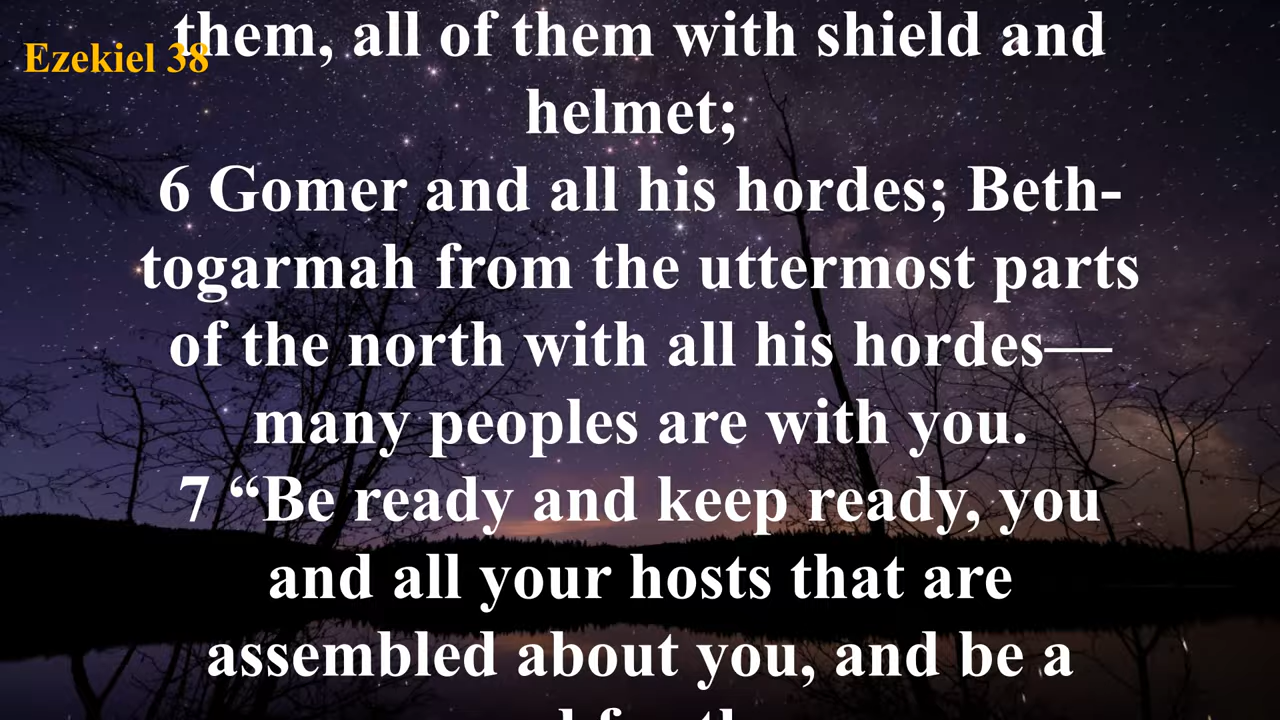 Ezekiel 38
them, all of them with shield and
helmet;
6 Gomer and all his hordes; Beth-
togarmah from the uttermost parts
of the north with all his hordes—
many peoples are with you.
7 “Be ready and keep ready, you
and all your hosts that are
assembled about you, and be a